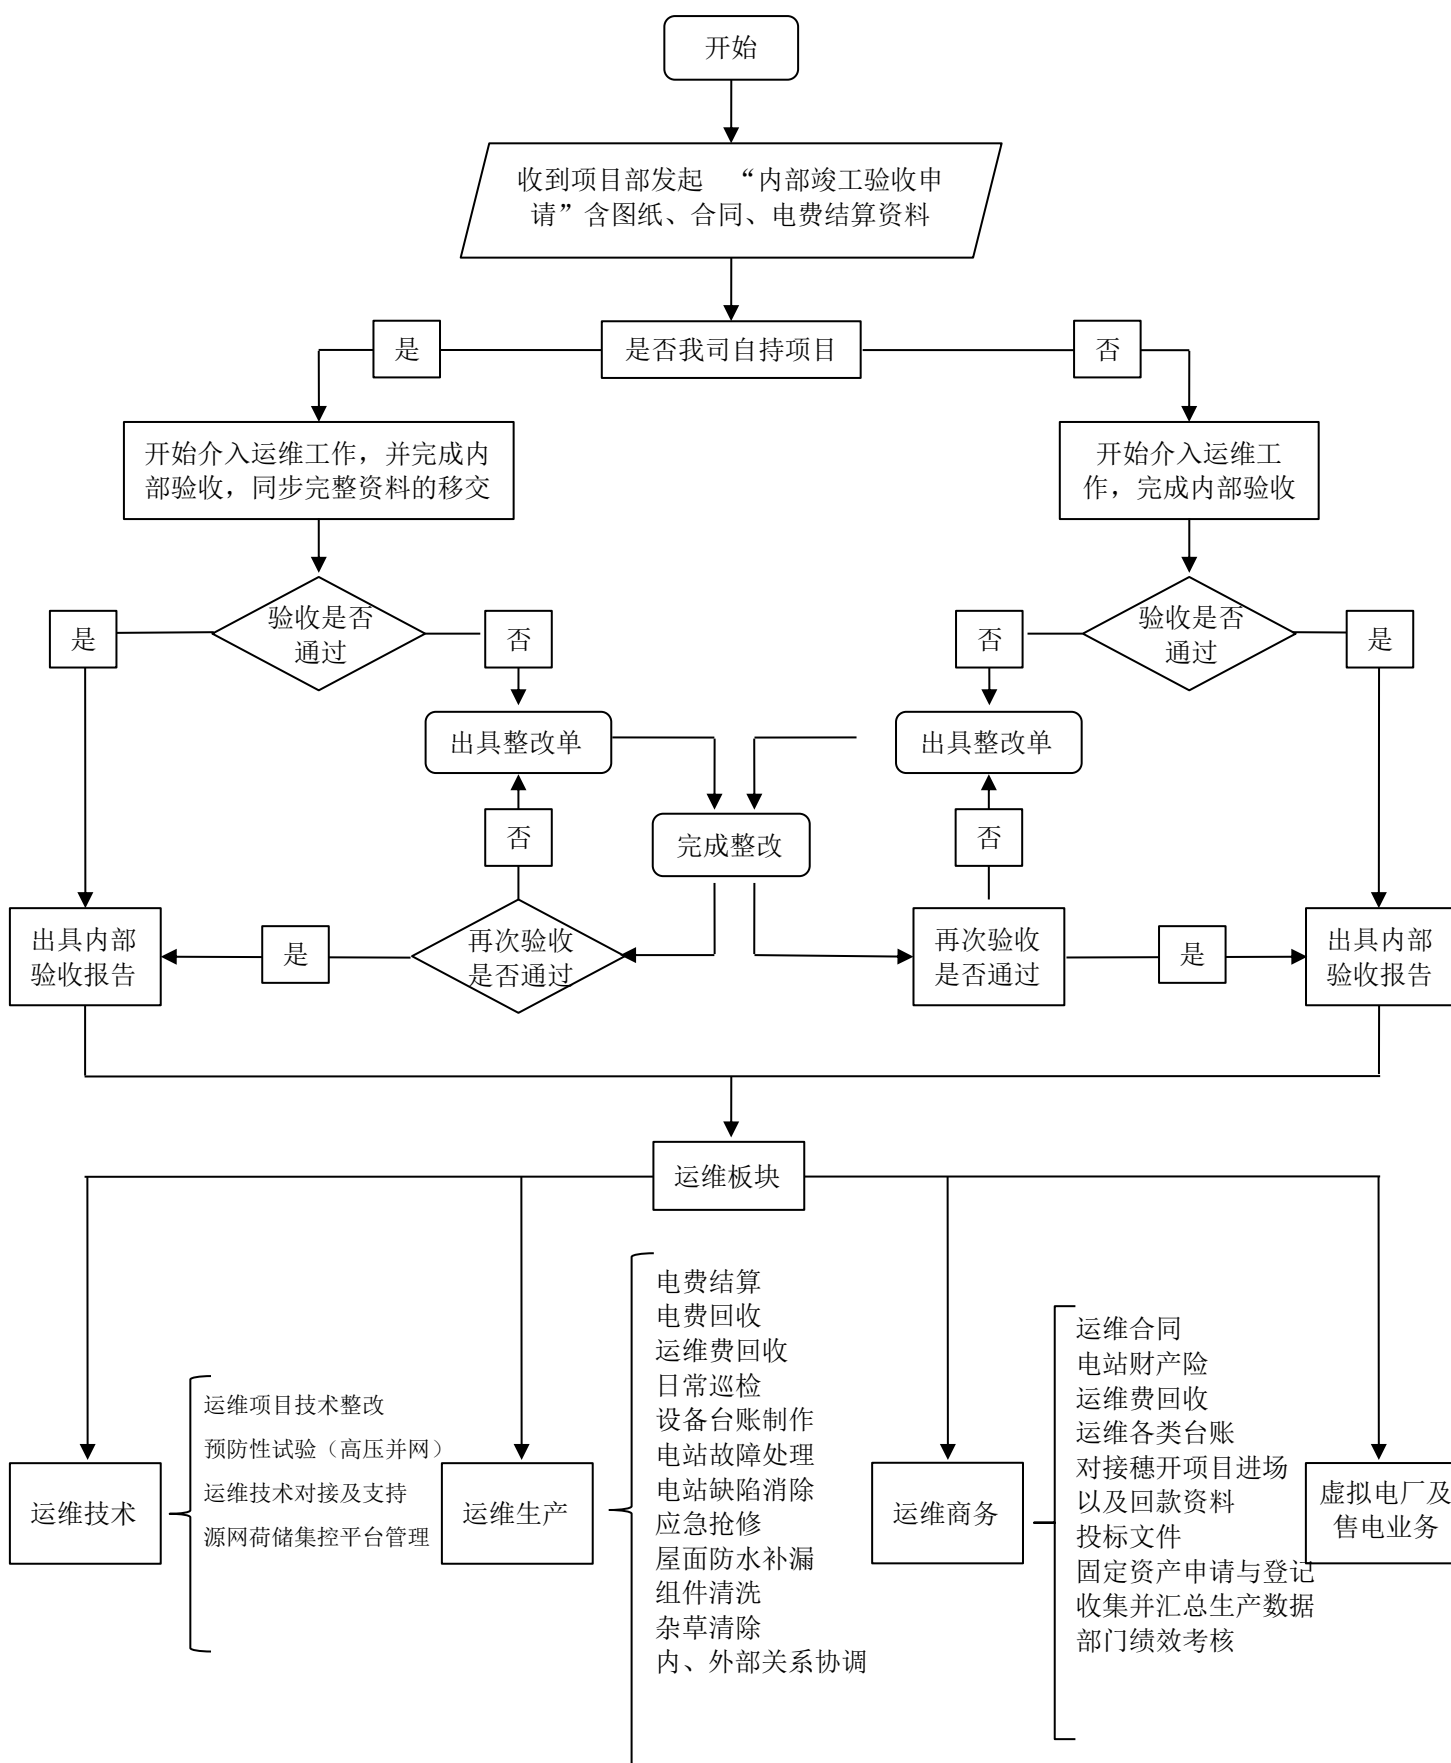 开始
收到项目部发起 “内部竣工验收申
请”含图纸、合同、电费结算资料
是
是否我司自持项目
否
开始介入运维工作，并完成内
部验收，同步完整资料的移交
开始介入运维工
作，完成内部验收
验收是否
通过
是
否
验收是否
通过
否
是
出具整改单
出具整改单
否
完成整改
否
出具内部
验收报告
是
再次验收
是否通过
再次验收
是否通过
是
出具内部
验收报告
运维板块
运维技术
运维项目技术整改
预防性试验（高压并网）
运维技术对接及支持
源网荷储集控平台管理
运维生产
电费结算
电费回收
运维费回收
日常巡检
设备台账制作
电站故障处理
电站缺陷消除
应急抢修
屋面防水补漏
组件清洗
杂草清除
内、外部关系协调
运维商务
运维合同
电站财产险
运维费回收
运维各类台账
对接穗开项目进场
以及回款资料
投标文件
固定资产申请与登记
收集并汇总生产数据
部门绩效考核
虚拟电厂及
售电业务